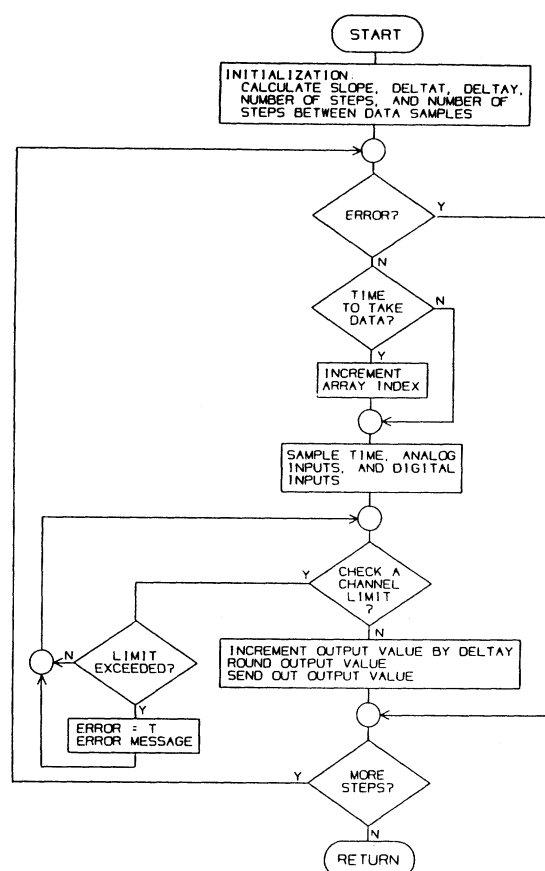 START
INITIALIZATION:
CALCULATE SLOPE, DELTAT, DELTAY,
NUMBER OF STEPS, AND NUMBER OF
STEPS BETWEEN DATA SAMPLES
ERROR?
Y
N
TIME
TO TAKE
DATA?
N
Y
INCREMENT
ARRAY INDEX
SAMPLE TIME, ANALOG
INPUTS, AND DIGITAL
INPUTS
CHECK A
CHANNEL
LIMIT
?
Y
N
LIMIT
EXCEEDED?
N
Y
ERROR = T
ERROR MESSAGE
INCREMENT OUTPUT VALUE BY DELTAY
ROUND OUTPUT VALUE
SEND OUT OUTPUT VALUE
MORE
STEPS?
Y
N
RETURN